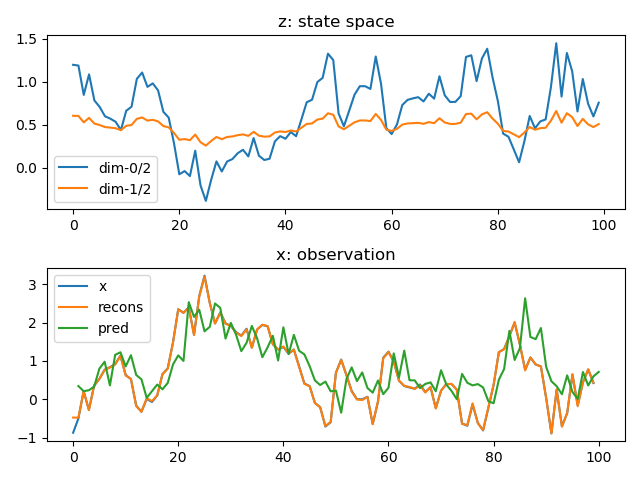 z: state space
1.5
1.0
0.5
0.0
dim-0/2
dim-1/2
0 20 40 60 80 100
x: observation
3
2
1
0
−1
x
recons
pred
0 20 40 60 80 100